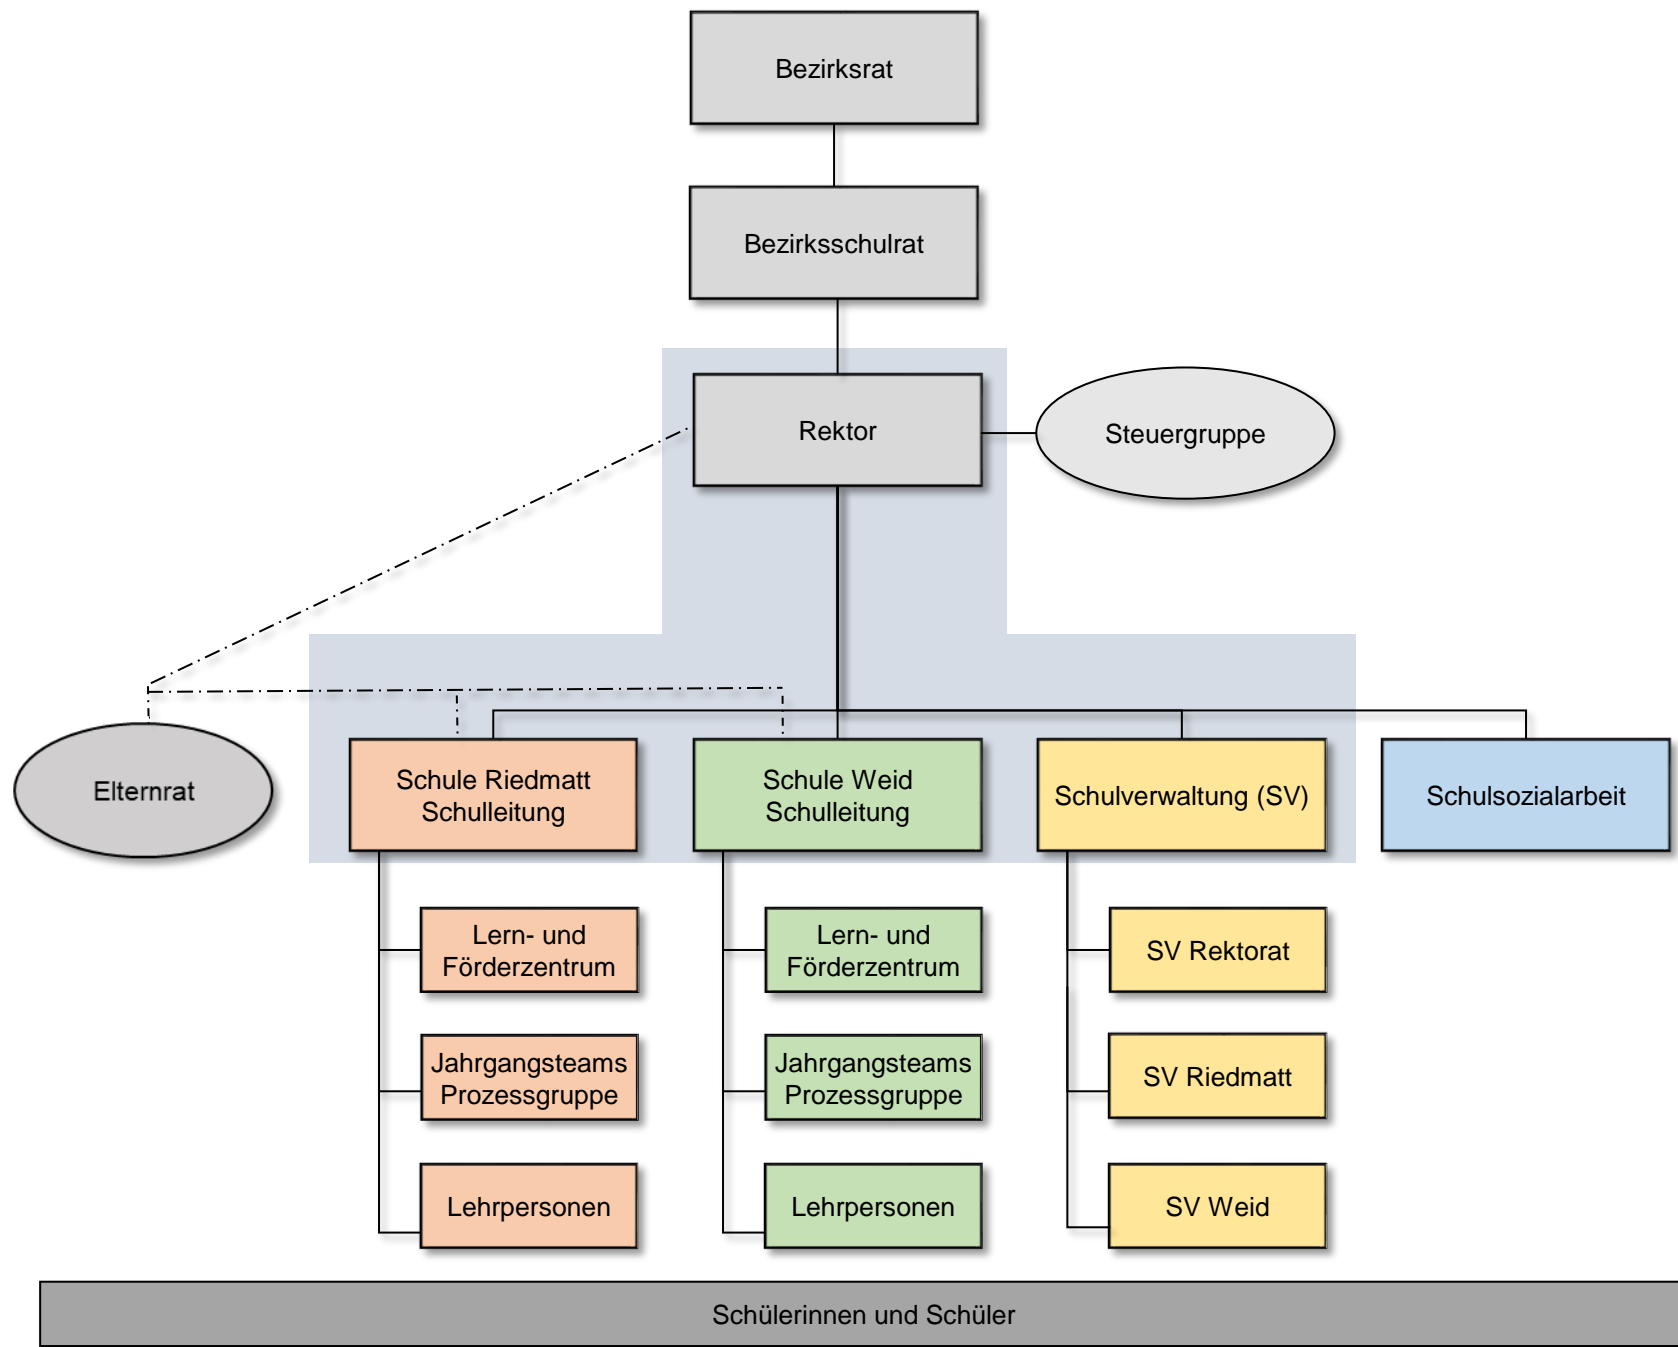 Bezirksrat
Bezirksschulrat
Rektor
Steuergruppe
Elternrat
Schule Riedmatt
Schulleitung
Schule Weid
Schulleitung
Schulverwaltung (SV)
Schulsozialarbeit
Lern- und
Förderzentrum
Lern- und
Förderzentrum
SV Rektorat
Jahrgangsteams
Prozessgruppe
Jahrgangsteams
Prozessgruppe
SV Riedmatt
Lehrpersonen
Lehrpersonen
SV Weid
Schülerinnen und Schüler